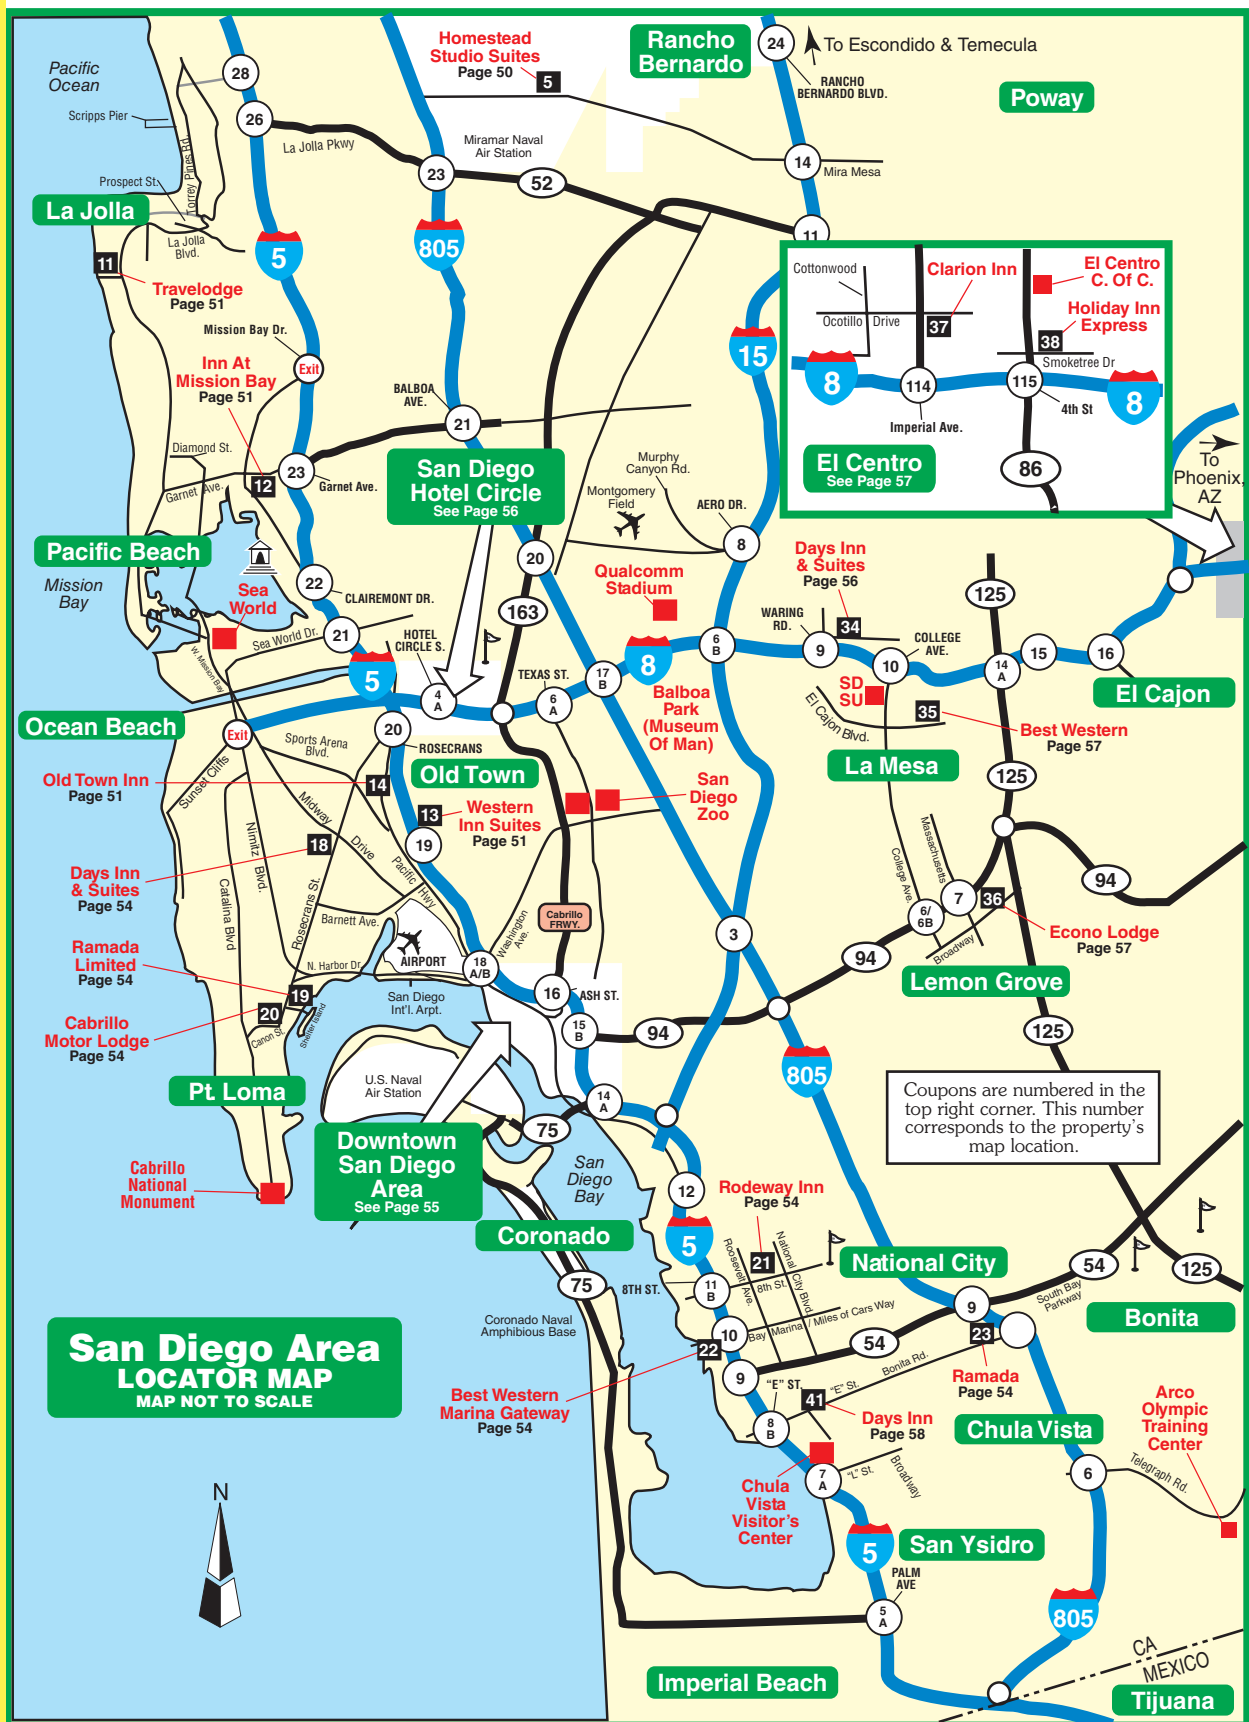 Pacific
Ocean
Scripps Pier
Prospect St.
Torrey Pines Rd.
28
26
La Jolla Pkwy
Homestead
Studio Suites
Page 50
5
Rancho
Bernardo
24
To Escondido & Temecula
RANCHO
BERNARDO BLVD.
Poway
Miramar Naval
Air Station
23
52
14
Mira Mesa
La Jolla
La Jolla
Blvd.
11
5
805
11
Travelodge
Page 51
Mission Bay Dr.
Exit
Inn At
Mission Bay
Page 51
BALBOA
AVE.
21
15
Cottonwood
Ocotillo Drive
Clarion Inn
37
El Centro
C. Of C.
Holiday Inn
Express
38
Smoketree Dr
8
114
115
8
Imperial Ave.
4th St
86
El Centro
See Page 57
To
Phoenix,
AZ
Diamond St.
Garnet Ave.
12
23
Garnet Ave.
San Diego
Hotel Circle
See Page 56
Murphy
Canyon Rd.
Montgomery
Field
AERO DR.
8
Pacific Beach
Mission
Bay
Sea
World
22
CLAIREMONT DR.
20
163
Qualcomm
Stadium
Days Inn
& Suites
Page 56
125
Sea World Dr.
W. Mission Bay
21
HOTEL
CIRCLE S.
5
4
A
TEXAS ST.
6
A
17
B
8
6
B
WARING
RD.
9
34
10
COLLEGE
AVE.
14
A
15
16
El Cajon
SD
SU
El Cajon Blvd.
35
Best Western
Page 57
Balboa
Park
(Museum
Of Man)
Ocean Beach
Exit
Sports Arena
Blvd.
20
ROSECRANS
Old Town
La Mesa
125
Sunset Cliffs
Old Town Inn
Page 51
14
13
Western
Inn Suites
Page 51
San
Diego
Zoo
19
Nimitz Blvd.
Midway
Drive
Pacific
Hwy
18
Days Inn
& Suites
Page 54
Catalina Blvd
Rosecrans St.
Barnett Ave.
Cabrillo
FRWY.
Washington
Ave.
College Ave.
Massachusetts
7
6/
6B
36
94
Broadway
Econo Lodge
Page 57
3
94
Lemon Grove
Ramada
Limited
Page 54
N. Harbor Dr.
AIRPORT
18
A/B
San Diego
Int'l. Arpt.
19
20
Canon St.
Shelter Island
Cabrillo
Motor Lodge
Page 54
16
ASH ST.
15
B
94
125
Pt. Loma
U.S. Naval
Air Station
14
A
75
805
Coupons are numbered in the
top right corner. This number
corresponds to the property's
map location.
Cabrillo
National
Monument
Downtown
San Diego
Area
See Page 55
San
Diego
Bay
12
Coronado
5
Rodeway Inn
Page 54
21
Roosevelt Ave.
National City Blvd.
8TH ST.
8th St.
11
B
National City
54
125
South Bay
Parkway
75
Coronado Naval
Amphibious Base
10
Bay Marina / Miles of Cars Way
9
22
54
23
Bonita Rd.
Bonita
San Diego Area
LOCATOR MAP
MAP NOT TO SCALE
9
"E" ST.
"E" St.
Ramada
Page 54
Best Western
Marina Gateway
Page 54
41
Days Inn
Page 58
8
B
Chula Vista
Arco
Olympic
Training
Center
7
A
"L" St.
Broadway
6
Telegraph Rd.
Chula
Vista
Visitor's
Center
N
5
San Ysidro
PALM
AVE
5
A
805
CA
MEXICO
Imperial Beach
Tijuana